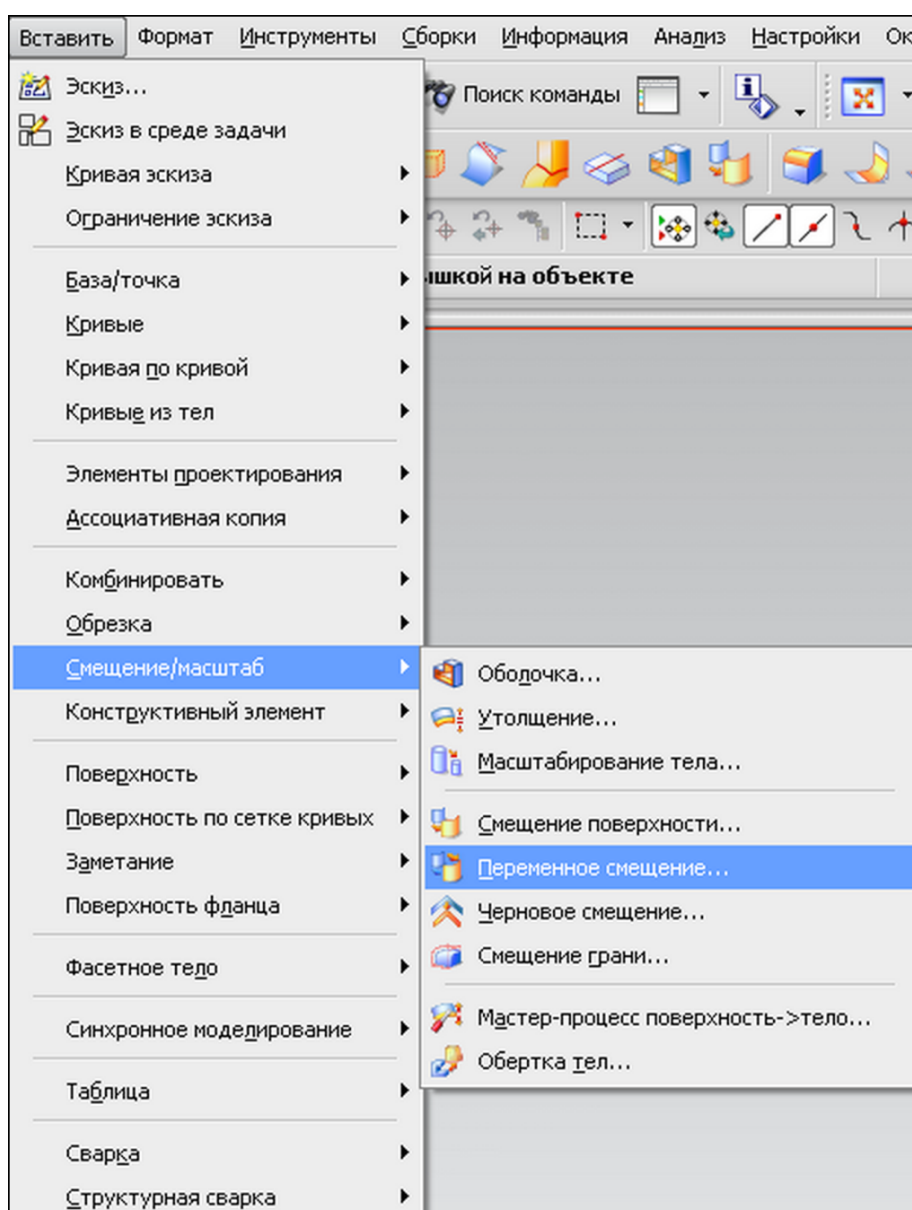 Вставить Формат Инструменты Сборки Информация Анализ Настройки Ок
Эскиз...
Поиск команды
Эскиз в среде задачи
Кривая эскиза
Ограничение эскиза
База/точка
ышкой на объекте
Кривые
Кривая по кривой
Кривые из тел
Элементы проектирования
Ассоциативная копия
Комбинировать
Обрезка
Смещение/масштаб
Конструктивный элемент
Поверхность
Поверхность по сетке кривых
Заметание
Поверхность фланца
Фасетное тело
Синхронное моделирование
Таблица
Сварка
Структурная сварка
Оболочка...
Утолщение...
Масштабирование тела...
Смещение поверхности...
Переменное смещение...
Черновое смещение...
Смещение грани...
Мастер-процесс поверхность->тело...
Обертка тел...